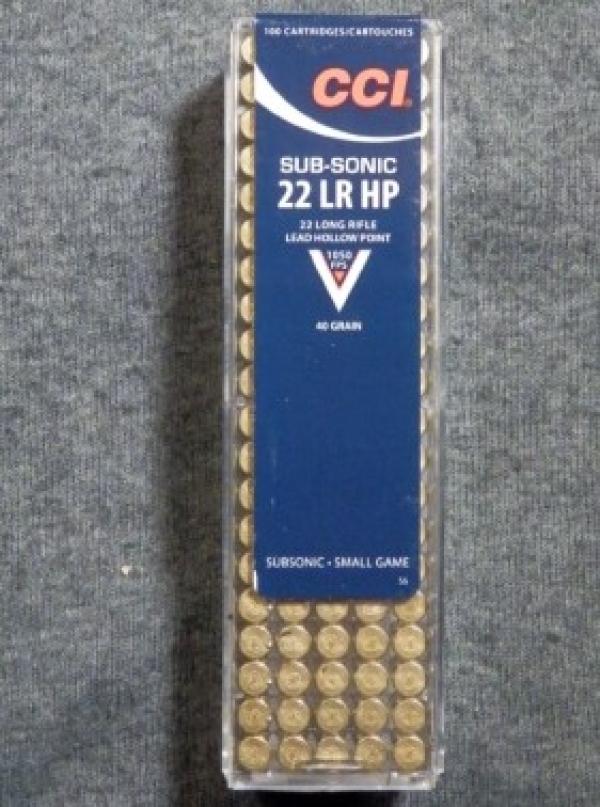 100 CARTRIDGES/CARTOUCHES
CCI
SUB-SONIC
22 LR HP
22 LONG RIFLE
LEAD HOLLOW POINT
1050
FPS
40 GRAIN
SUBSONIC • SMALL GAME
56